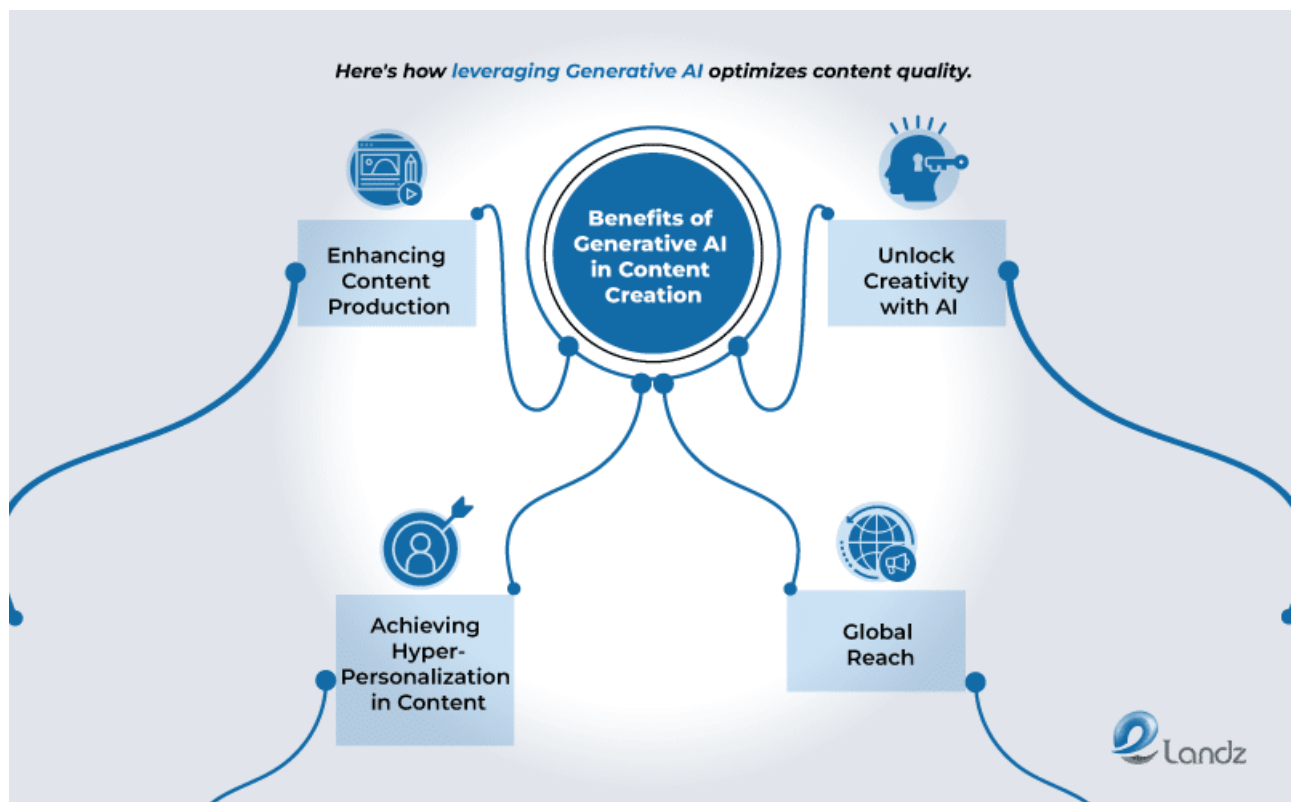 Here's how leveraging Generative AI optimizes content quality.
Benefits of
Generative AI
in Content
Creation
Enhancing
Content
Production
Unlock
Creativity
with AI
Achieving
Hyper-
Personalization
in Content
Global
Reach
eLandz